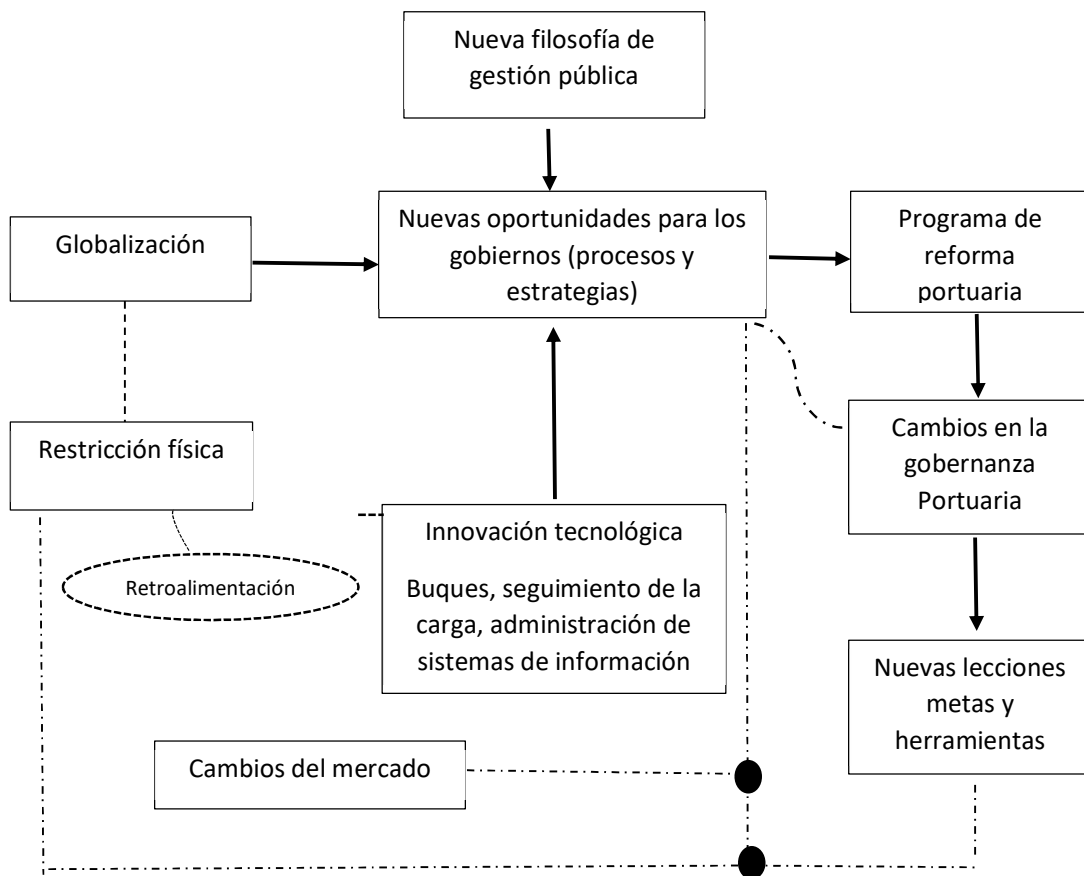 Nueva filosofía de
gestión pública
Globalización
Nuevas oportunidades para los
gobiernos (procesos y
estrategias)
Programa de
reforma
portuaria
Restricción física
Cambios en la
gobernanza
Portuaria
Retroalimentación
Innovación tecnológica
Buques, seguimiento de la
carga, administración de
sistemas de información
Nuevas lecciones
metas y
herramientas
Cambios del mercado